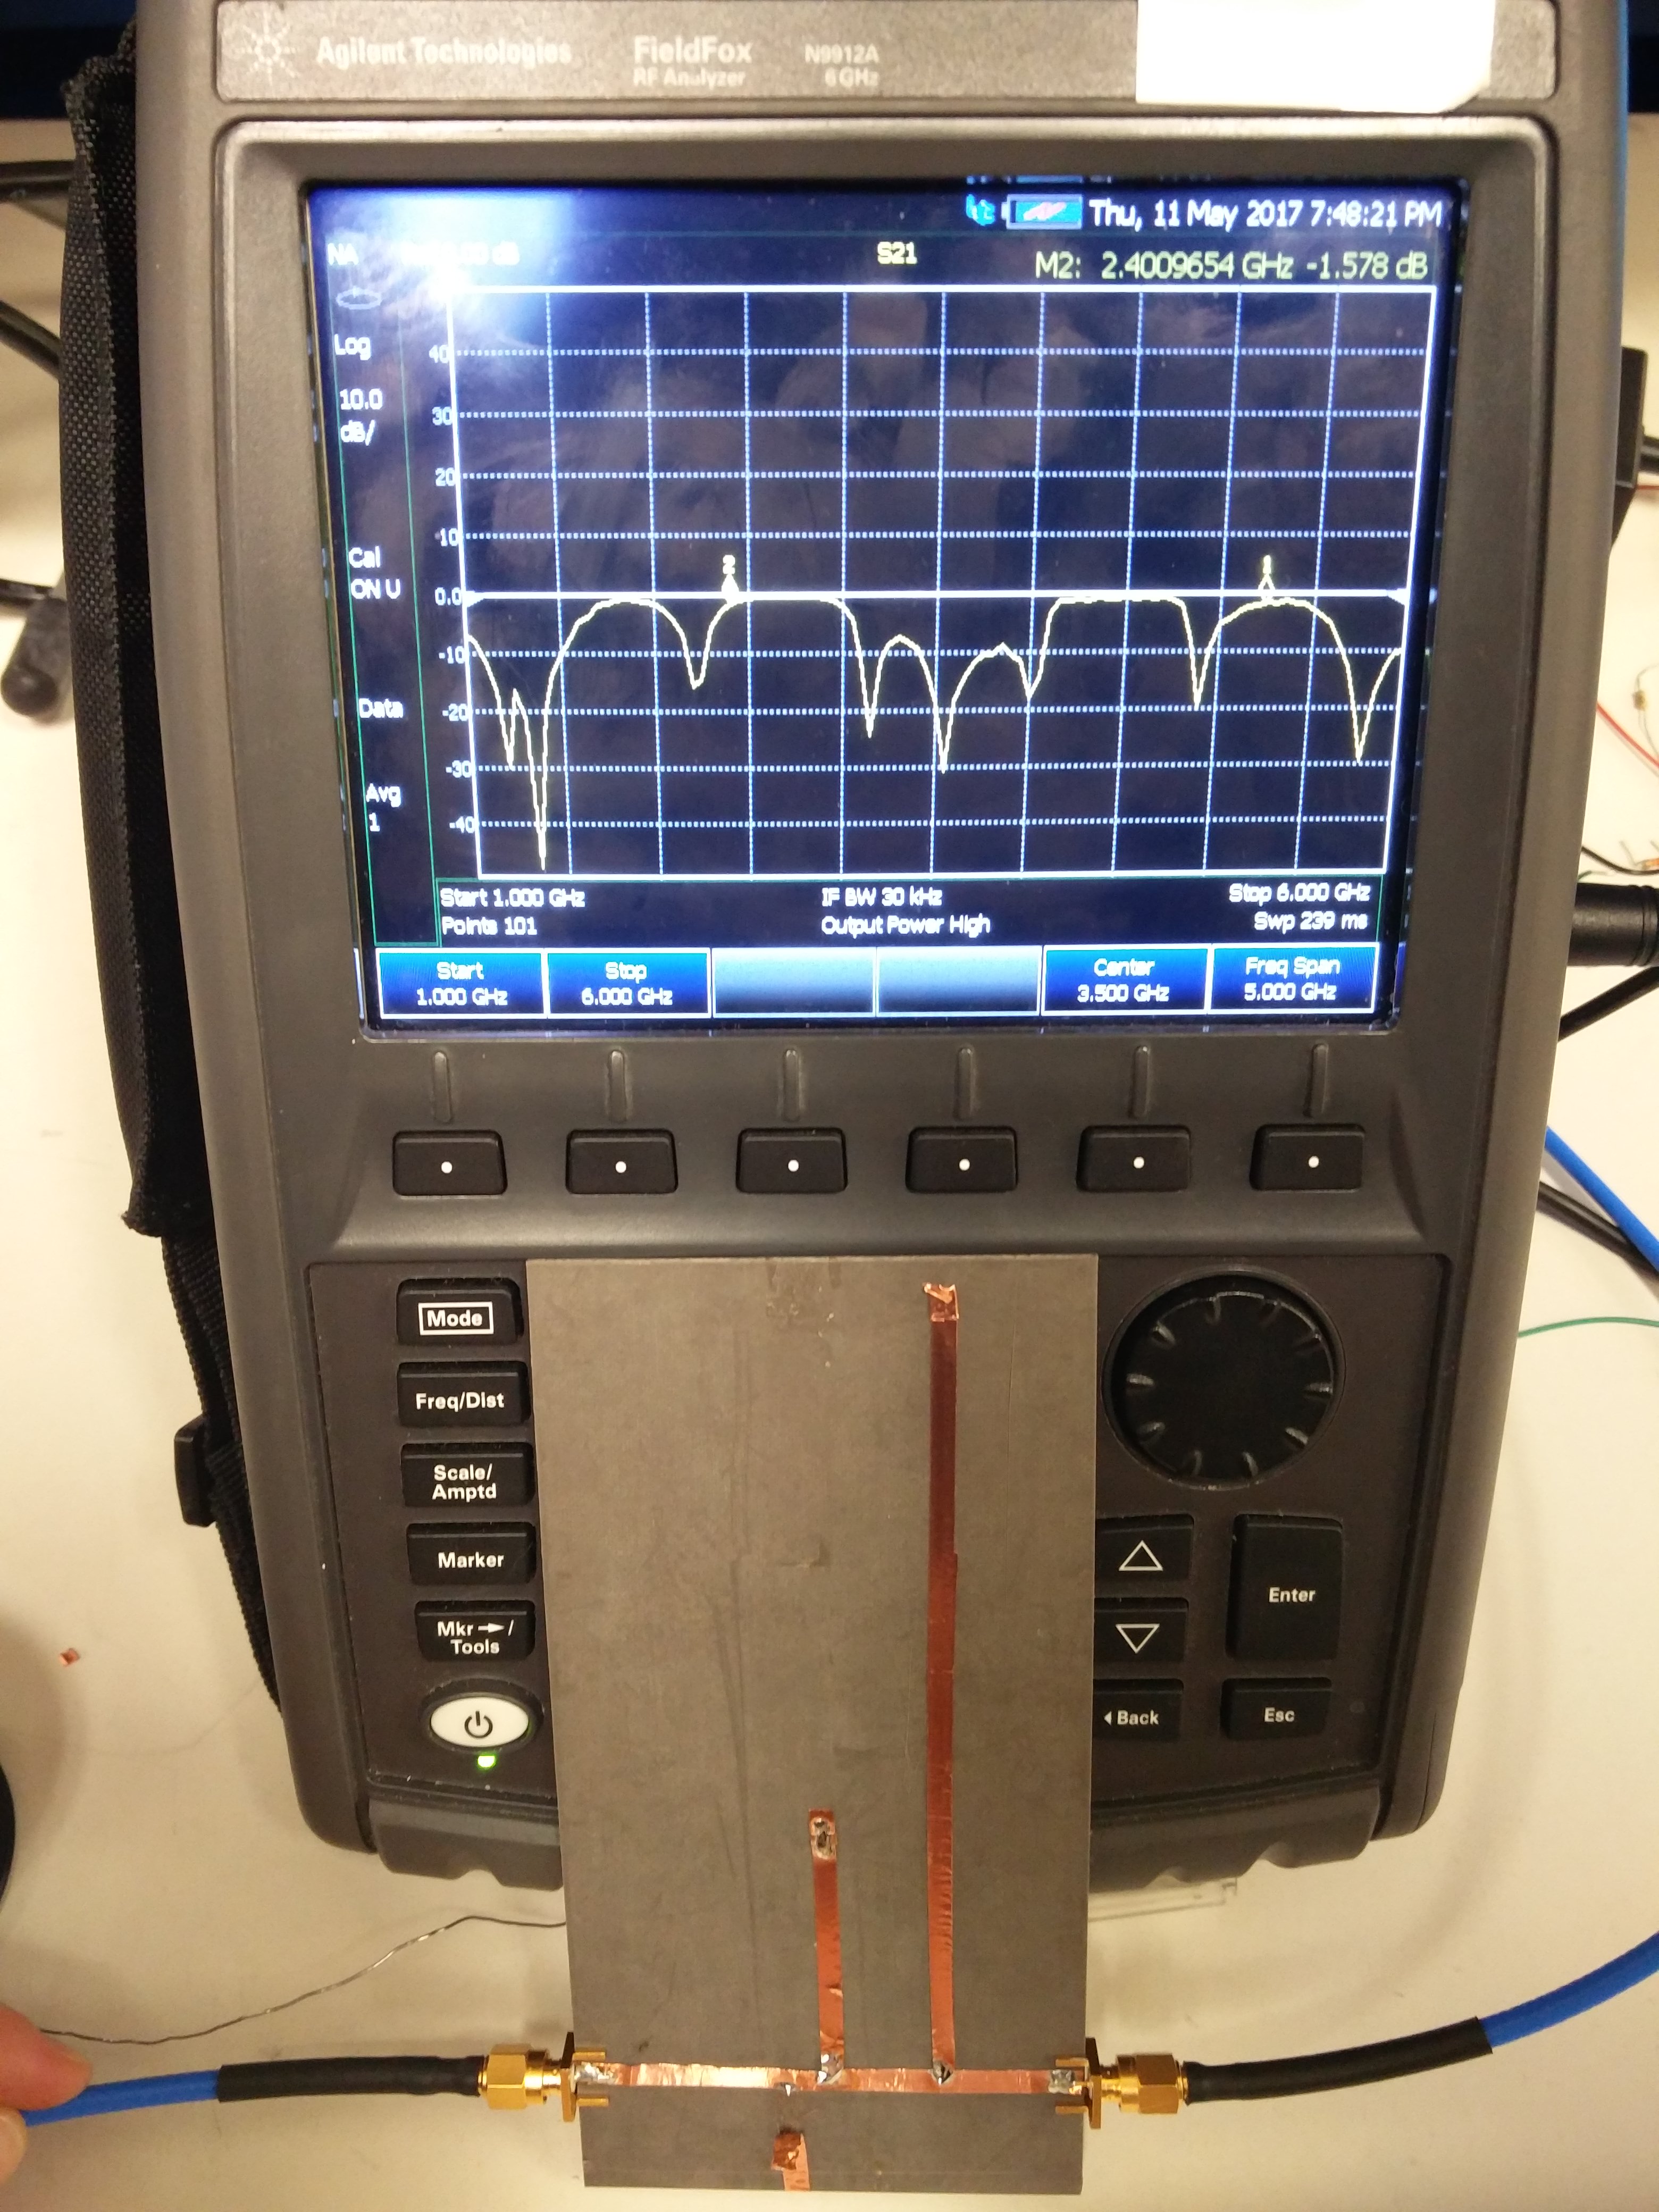 Agilent Technologies FieldFox N9912A
RF Analyzer 6 GHz
Thu, 11 May 2017 7:48:21 PM
NA dB S21 M2: 2.4009654 GHz -1.578 dB
Log
10.0
dB/
Cal
ON U
Data
Avg
1
40
30
20
10
0.0
-10
-20
-30
-40
2
1
Start 1.000 GHz IF BW 30 kHz Stop 6.000 GHz
Points 101 Output Power High Swp 239 ms
Start Stop Center Freq Span
1.000 GHz 6.000 GHz 3.500 GHz 5.000 GHz
Mode
Freq/Dist
Scale/
Amptd
Marker
Mkr → /
Tools
Enter
Back
Esc